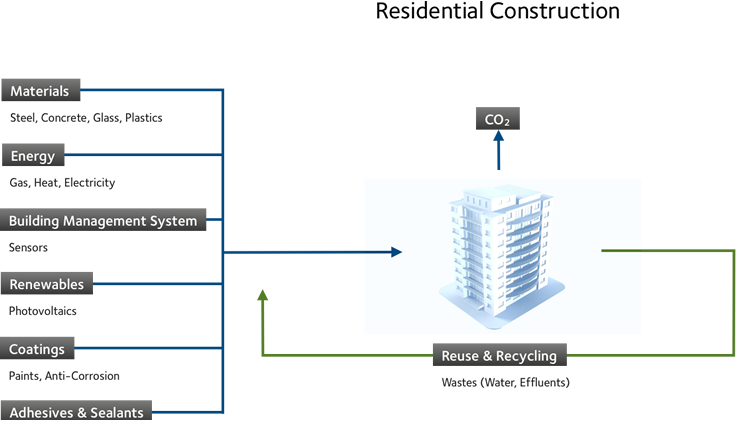 Residential Construction
Materials
Steel, Concrete, Glass, Plastics
CO₂
Energy
Gas, Heat, Electricity
Building Management System
Sensors
Renewables
Photovoltaics
Coatings
Paints, Anti-Corrosion
Reuse & Recycling
Wastes (Water, Effluents)
Adhesives & Sealants